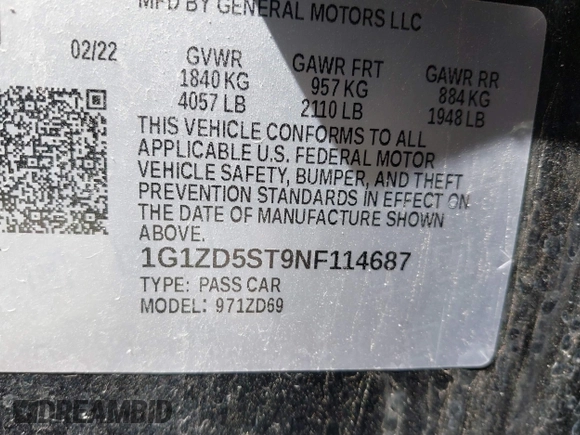 MFD BY GENERAL MOTORS LLC
02/22
GVWR
1840 KG
4057 LB
GAWR FRT
957 KG
2110 LB
GAWR RR
884 KG
1948 LB
THIS VEHICLE CONFORMS TO ALL
APPLICABLE U.S. FEDERAL MOTOR
VEHICLE SAFETY, BUMPER, AND THEFT
PREVENTION STANDARDS IN EFFECT ON
THE DATE OF MANUFACTURE SHOWN
ABOVE.
1G1ZD5ST9NF114687
TYPE: PASS CAR
MODEL: 971ZD69
DREAMBID